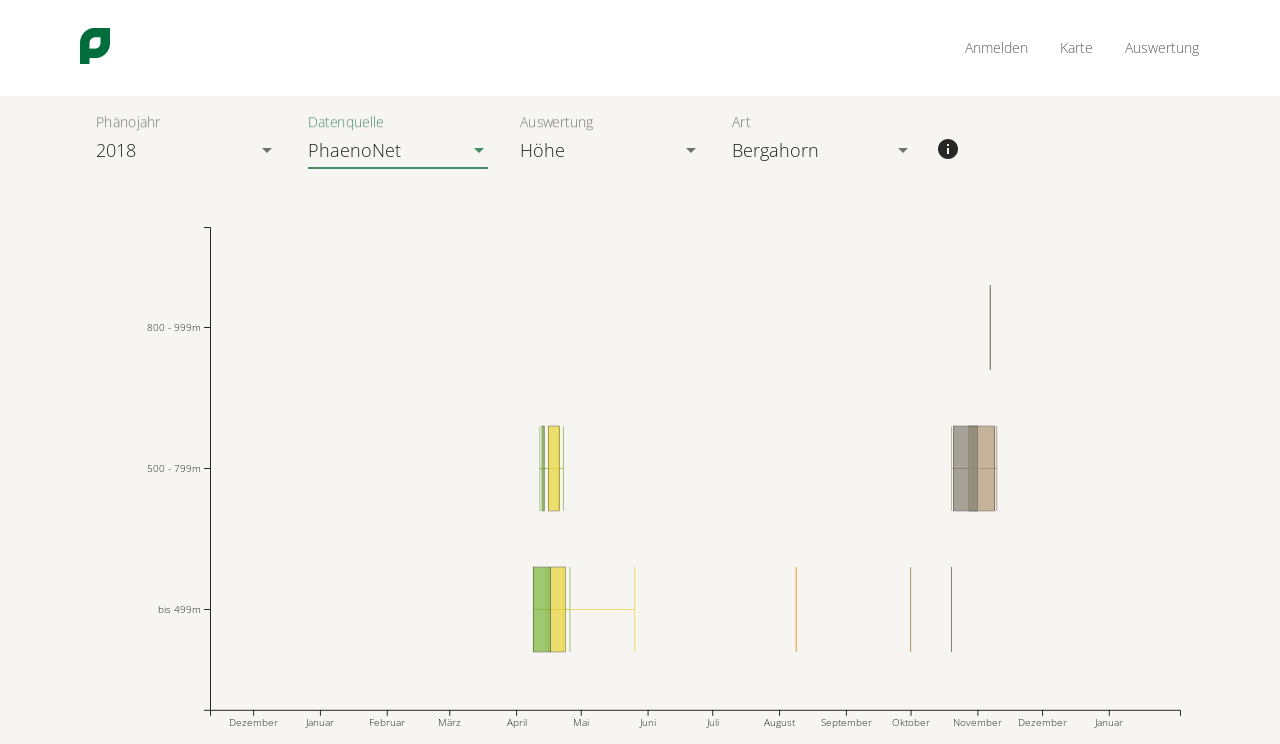 Anmelden Karte Auswertung
Phänojahr Datenquelle Auswertung Art
2018 PhaenoNet Höhe Bergahorn
800 - 999m
500 - 799m
bis 499m
Dezember Januar Februar März April Mai Juni Juli August September Oktober November Dezember Januar